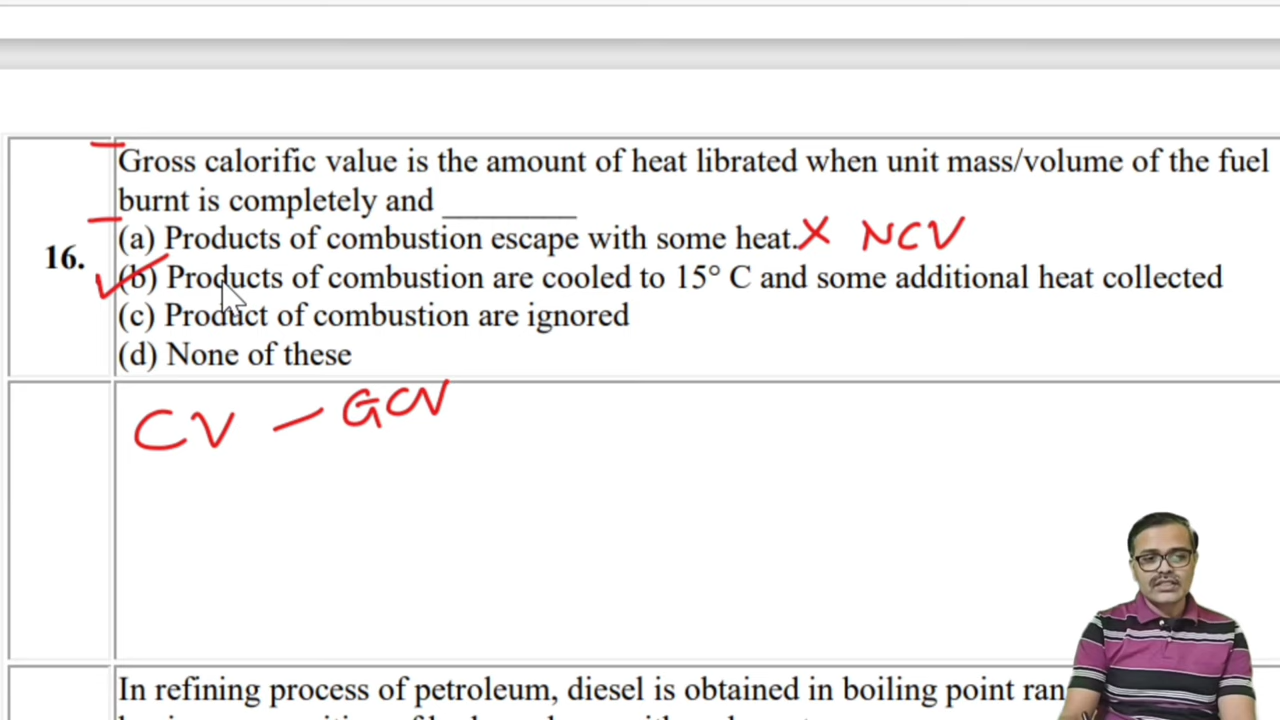 Gross calorific value is the amount of heat librated when unit mass/volume of the fuel
burnt is completely and ________
16.
(a) Products of combustion escape with some heat. X NCV
(b) Products of combustion are cooled to 15° C and some additional heat collected
(c) Product of combustion are ignored
(d) None of these
CV – GCV
In refining process of petroleum, diesel is obtained in boiling point ran